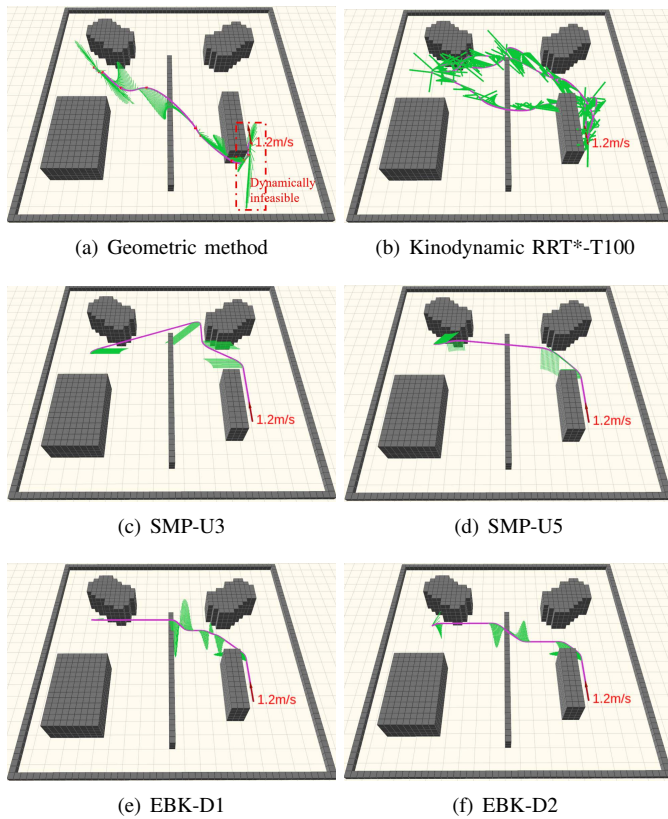 1.2m/s
Dynamically
infeasible
1.2m/s
(a) Geometric method
(b) Kinodynamic RRT*-T100
1.2m/s
1.2m/s
(c) SMP-U3
(d) SMP-U5
1.2m/s
1.2m/s
(e) EBK-D1
(f) EBK-D2